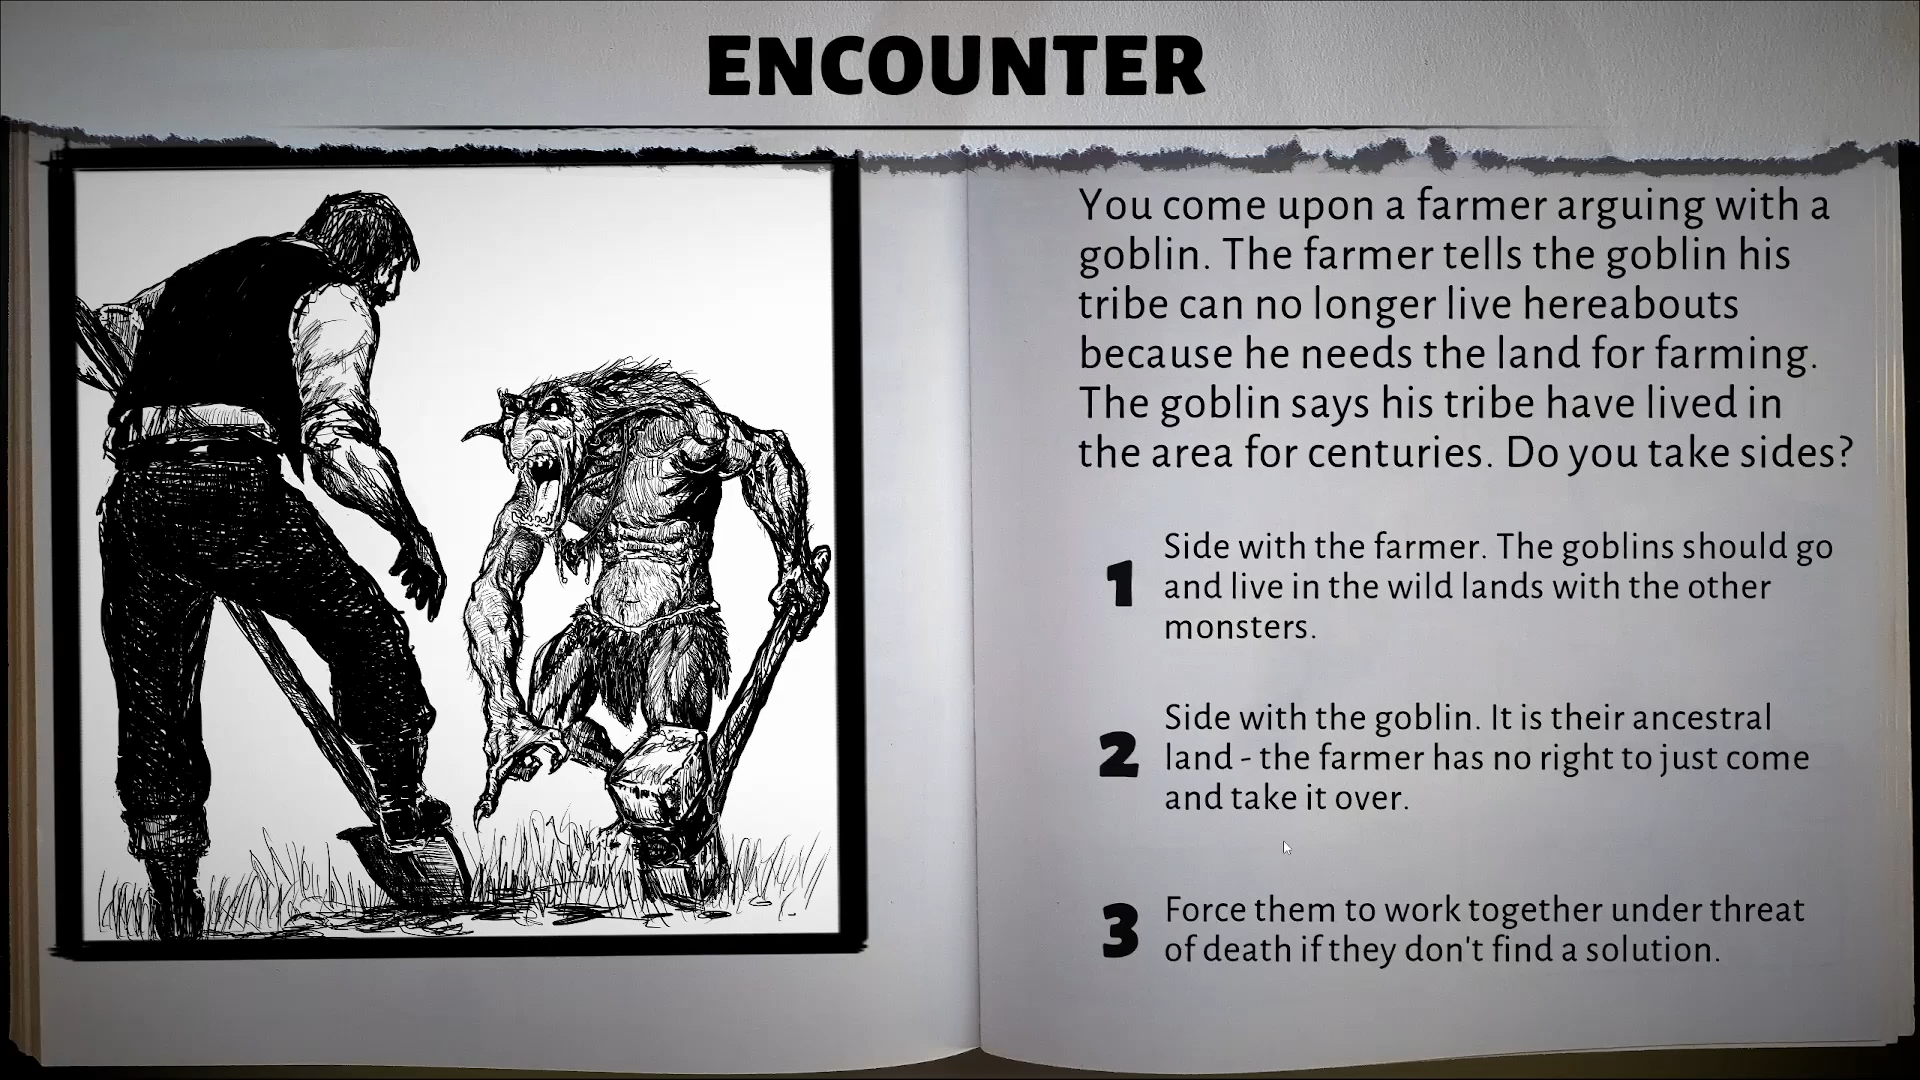 ENCOUNTER
You come upon a farmer arguing with a
goblin. The farmer tells the goblin his
tribe can no longer live hereabouts
because he needs the land for farming.
The goblin says his tribe have lived in
the area for centuries. Do you take sides?
1 Side with the farmer. The goblins should go
and live in the wild lands with the other
monsters.
2 Side with the goblin. It is their ancestral
land - the farmer has no right to just come
and take it over.
3 Force them to work together under threat
of death if they don't find a solution.